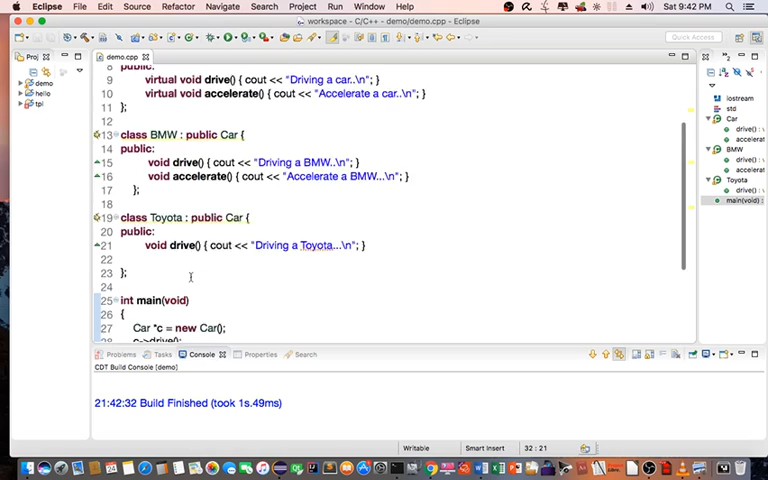 Eclipse File Edit Source Refactor Navigate Search Project Run Window Help Sat 9:42 PM
workspace - C/C++ - demo/demo.cpp - Eclipse
Quick Access
Proj
demo.cpp
8 public:
9 virtual void drive() { cout << "Driving a car..\n"; }
10 void accelerate() { cout << "Accelerate a car..\n"; }
11 };
12
13 class BMW : public Car {
14 public:
15 void drive() { cout << "Driving a BMW..\n"; }
16 void accelerate() { cout << "Accelerate a BMW...\n"; }
17 };
18
19 class Toyota : public Car {
20 public:
21 void drive() { cout << "Driving a Toyota...\n"; }
22
23 };
24
25 int main(void)
26 {
27 Car *c = new Car();
28 c->drive();
demo
hello
tpl
iostream
std
Car
drive() : v
accelerat
BMW
drive() : v
accelerat
Toyota
drive() : v
main(void)
Problems Tasks Console Properties Search
CDT Build Console [demo]
21:42:32 Build Finished (took 1s.49ms)
Writable Smart Insert 32 : 21